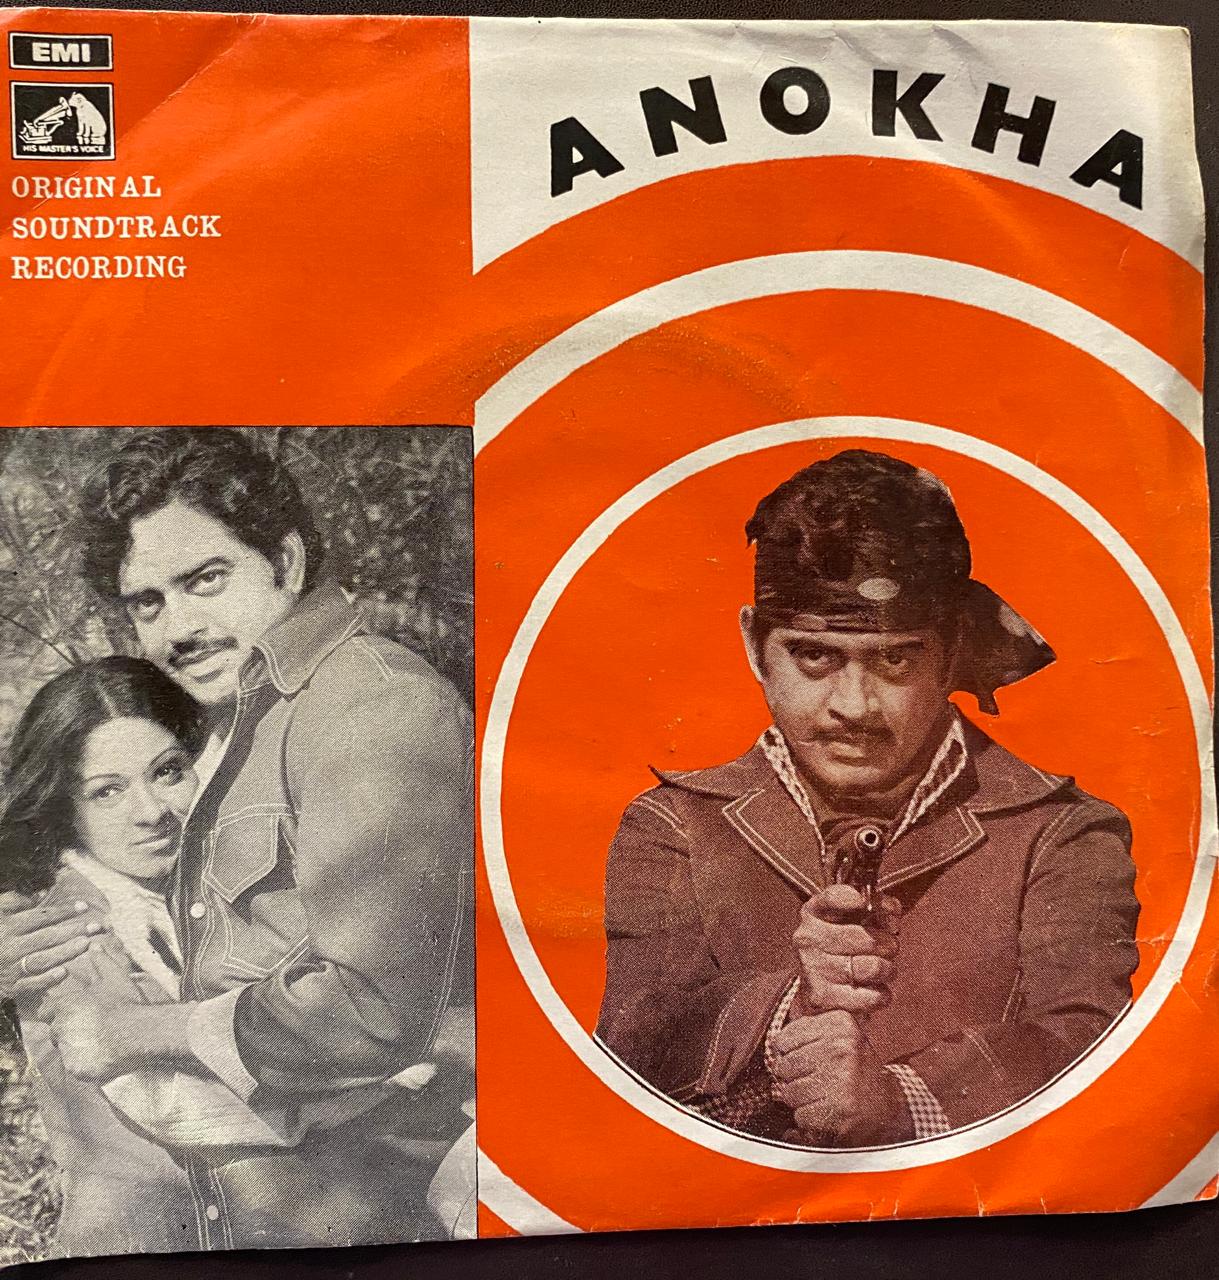 EMI
HIS MASTER'S VOICE
ORIGINAL
SOUNDTRACK
RECORDING
ANOKHA